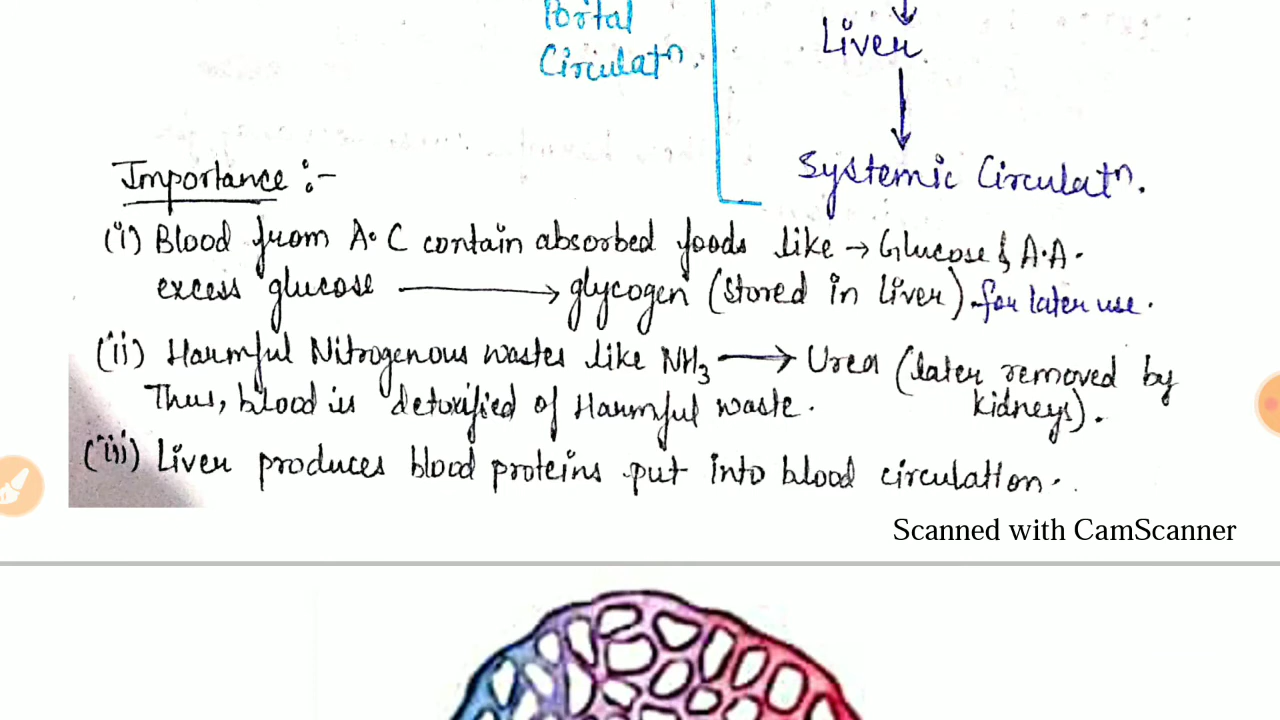 Portal
Circulatⁿ.
Liver
Systemic Circulatⁿ.
Importance :-
(i) Blood from A.C contain absorbed foods like → Glucose & A.A.
excess glucose ⟶ glycogen (stored in liver) for later use.
(ii) Harmful Nitrogenous wastes like NH₃ ⟶ Urea (later removed by
Thus, blood is detoxified of Harmful waste. kidneys).
(iii) Liver produces blood proteins put into blood circulation.
Scanned with CamScanner